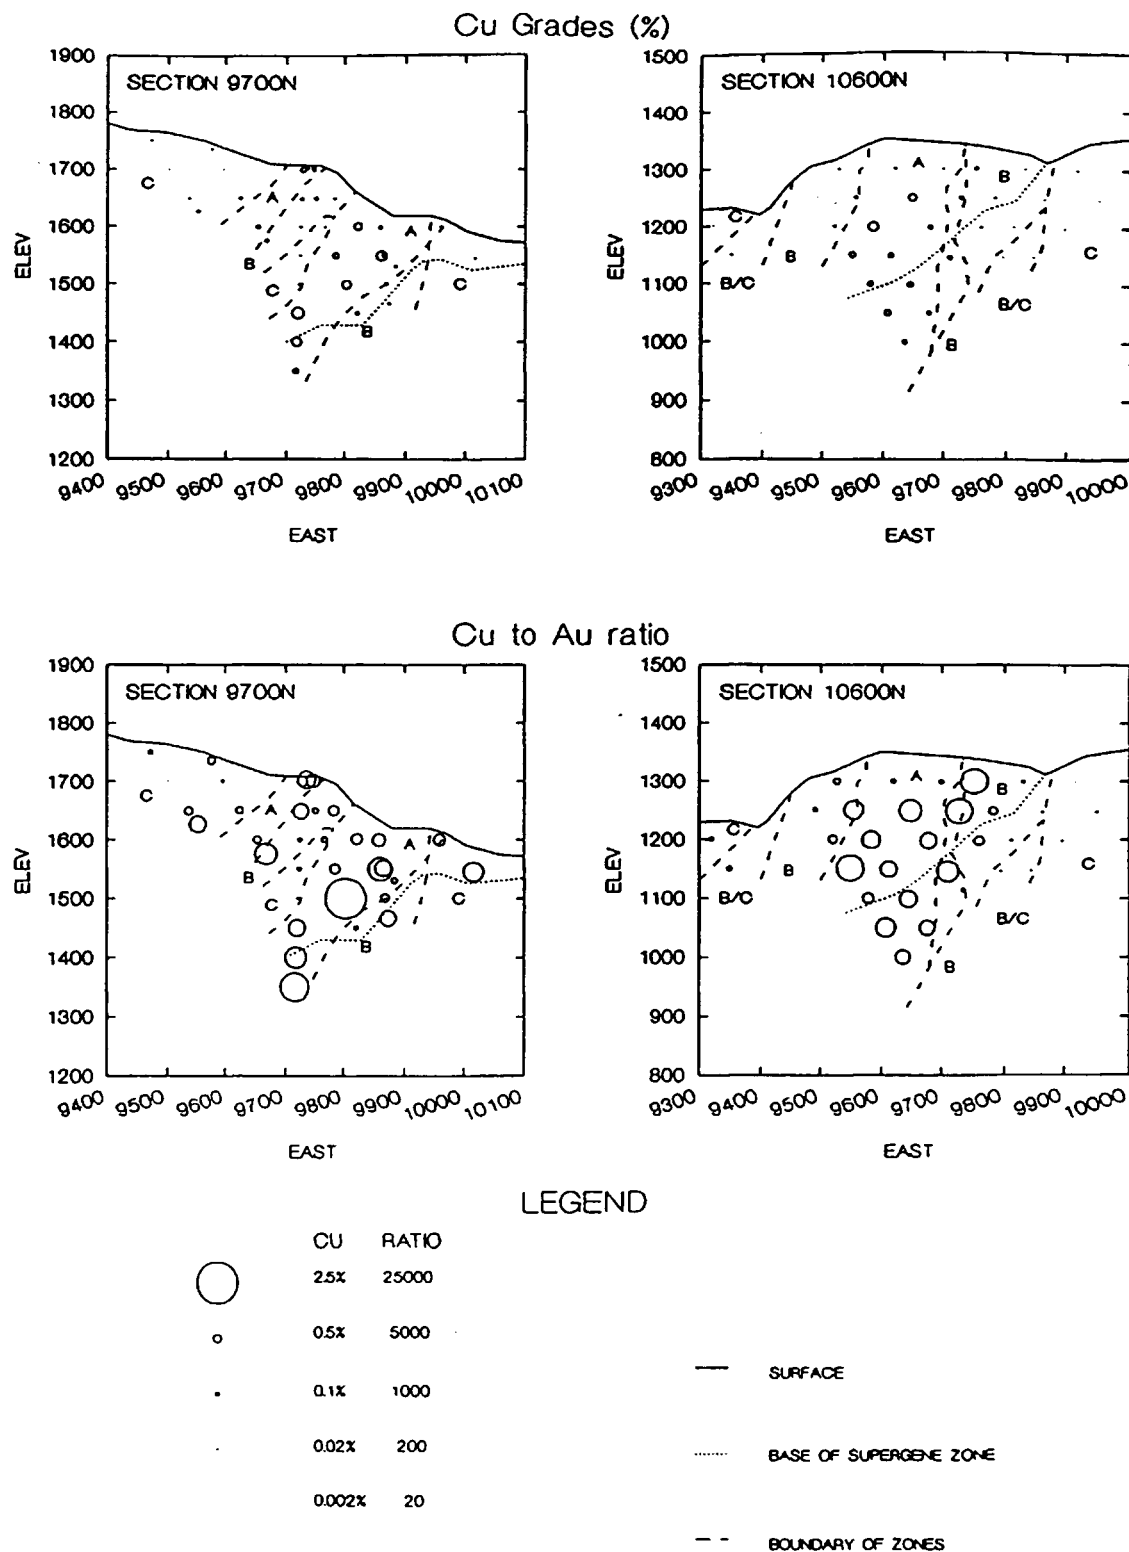 Cu Grades (%)
SECTION 9700N
1900
1800
1700
1600
1500
1400
1300
1200
ELEV
C
A
B
C
A
B
C
9400 9500 9600 9700 9800 9900 10000 10100
EAST
SECTION 10600N
1500
1400
1300
1200
1100
1000
900
800
ELEV
A
B
C
B
C
B/C
B/C
B
9300 9400 9500 9600 9700 9800 9900 10000
EAST
Cu to Au ratio
SECTION 9700N
1900
1800
1700
1600
1500
1400
1300
1200
ELEV
C
A
A
B
C
C
B
9400 9500 9600 9700 9800 9900 10000 10100
EAST
SECTION 10600N
1500
1400
1300
1200
1100
1000
900
800
ELEV
A
B
C
B
C
B/C
B/C
B
9300 9400 9500 9600 9700 9800 9900 10000
EAST
LEGEND
CU RATIO
2.5% 25000
0.5% 5000
0.1% 1000
0.02% 200
0.002% 20
SURFACE
BASE OF SUPERGENE ZONE
BOUNDARY OF ZONES